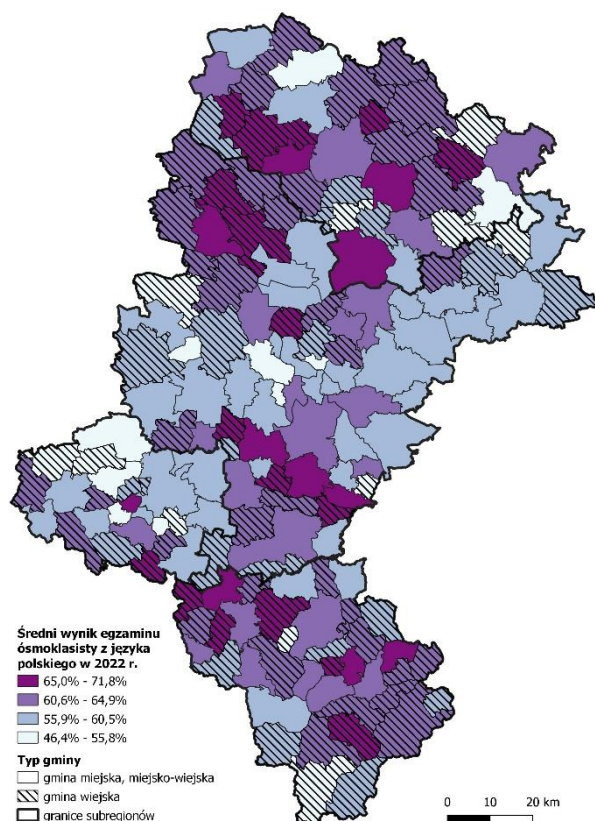 Średni wynik egzaminu
ósmoklasisty z języka
polskiego w 2022 r.
65,0% - 71,8%
60,6% - 64,9%
55,9% - 60,5%
46,4% - 55,8%
Typ gminy
gmina miejska, miejsko-wiejska
gmina wiejska
granice subregionów
0 10 20 km